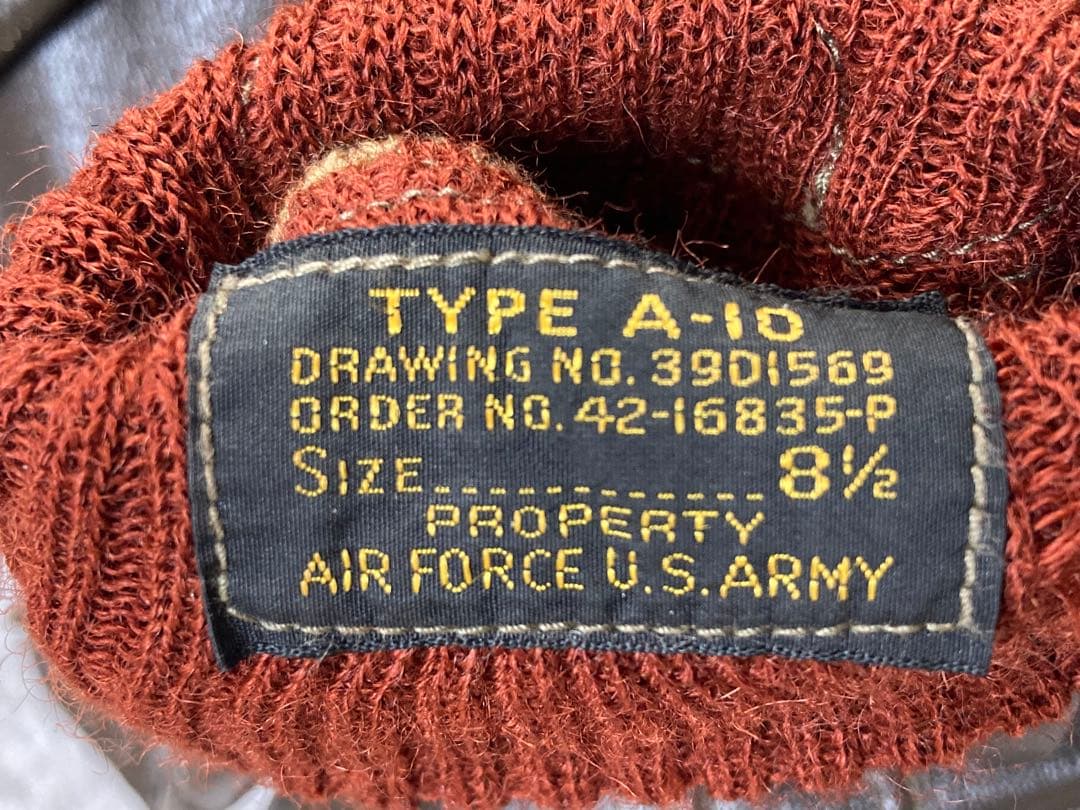 TYPE A-10
DRAWING NO. 39D1569
ORDER NO. 42-16835-P
SIZE............ 8½
PROPERTY
AIR FORCE U.S. ARMY